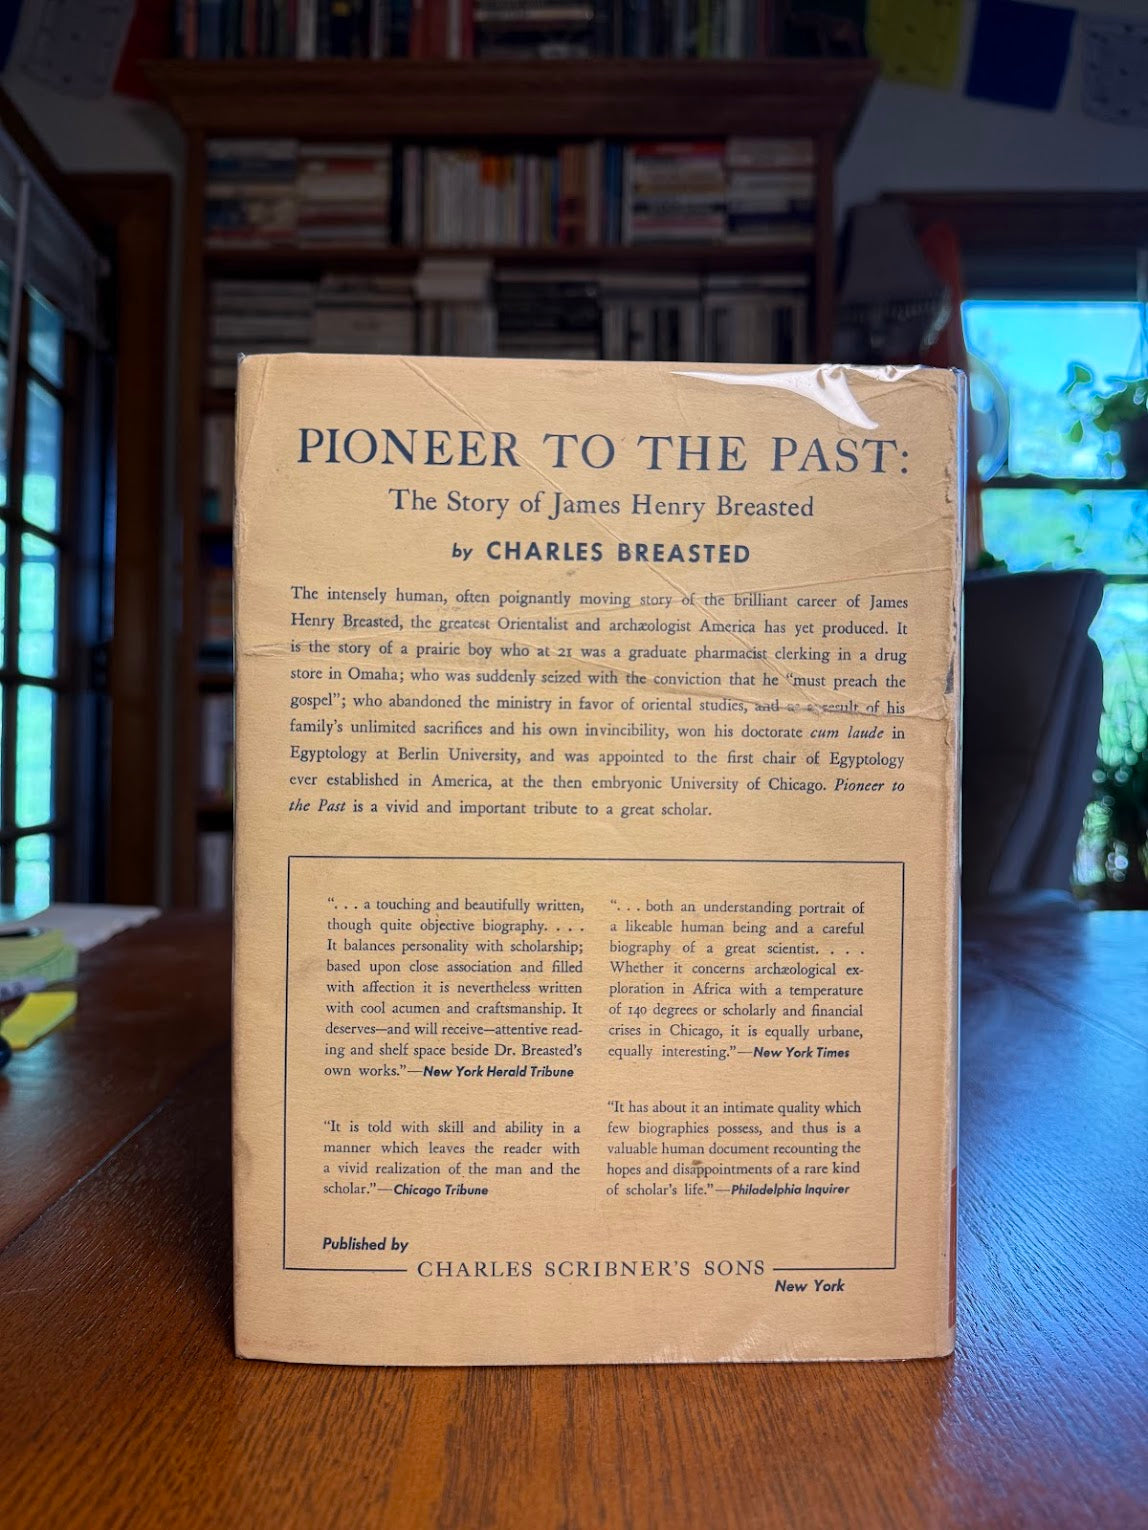 PIONEER TO THE PAST:
The Story of James Henry Breasted
by CHARLES BREASTED
The intensely human, often poignantly moving story of the brilliant career of James
Henry Breasted, the greatest Orientalist and archæologist America has yet produced. It
is the story of a prairie boy who at 21 was a graduate pharmacist clerking in a drug
store in Omaha; who was suddenly seized with the conviction that he “must preach the
gospel”; who abandoned the ministry in favor of oriental studies, and as a result of his
family’s unlimited sacrifices and his own invincibility, won his doctorate cum laude in
Egyptology at Berlin University, and was appointed to the first chair of Egyptology
ever established in America, at the then embryonic University of Chicago. Pioneer to
the Past is a vivid and important tribute to a great scholar.
“. . . a touching and beautifully written,
though quite objective biography. . . .
It balances personality with scholarship;
based upon close association and filled
with affection it is nevertheless written
with cool acumen and craftsmanship. It
deserves—and will receive—attentive read-
ing and shelf space beside Dr. Breasted’s
own works.”—New York Herald Tribune
“It is told with skill and ability in a
manner which leaves the reader with
a vivid realization of the man and the
scholar.”—Chicago Tribune
“. . . both an understanding portrait of
a likeable human being and a careful
biography of a great scientist. . . .
Whether it concerns archæological ex-
ploration in Africa with a temperature
of 140 degrees or scholarly and financial
crises in Chicago, it is equally urbane,
equally interesting.”—New York Times
“It has about it an intimate quality which
few biographies possess, and thus is a
valuable human document recounting the
hopes and disappointments of a rare kind
of scholar’s life.”—Philadelphia Inquirer
Published by
CHARLES SCRIBNER’S SONS
New York